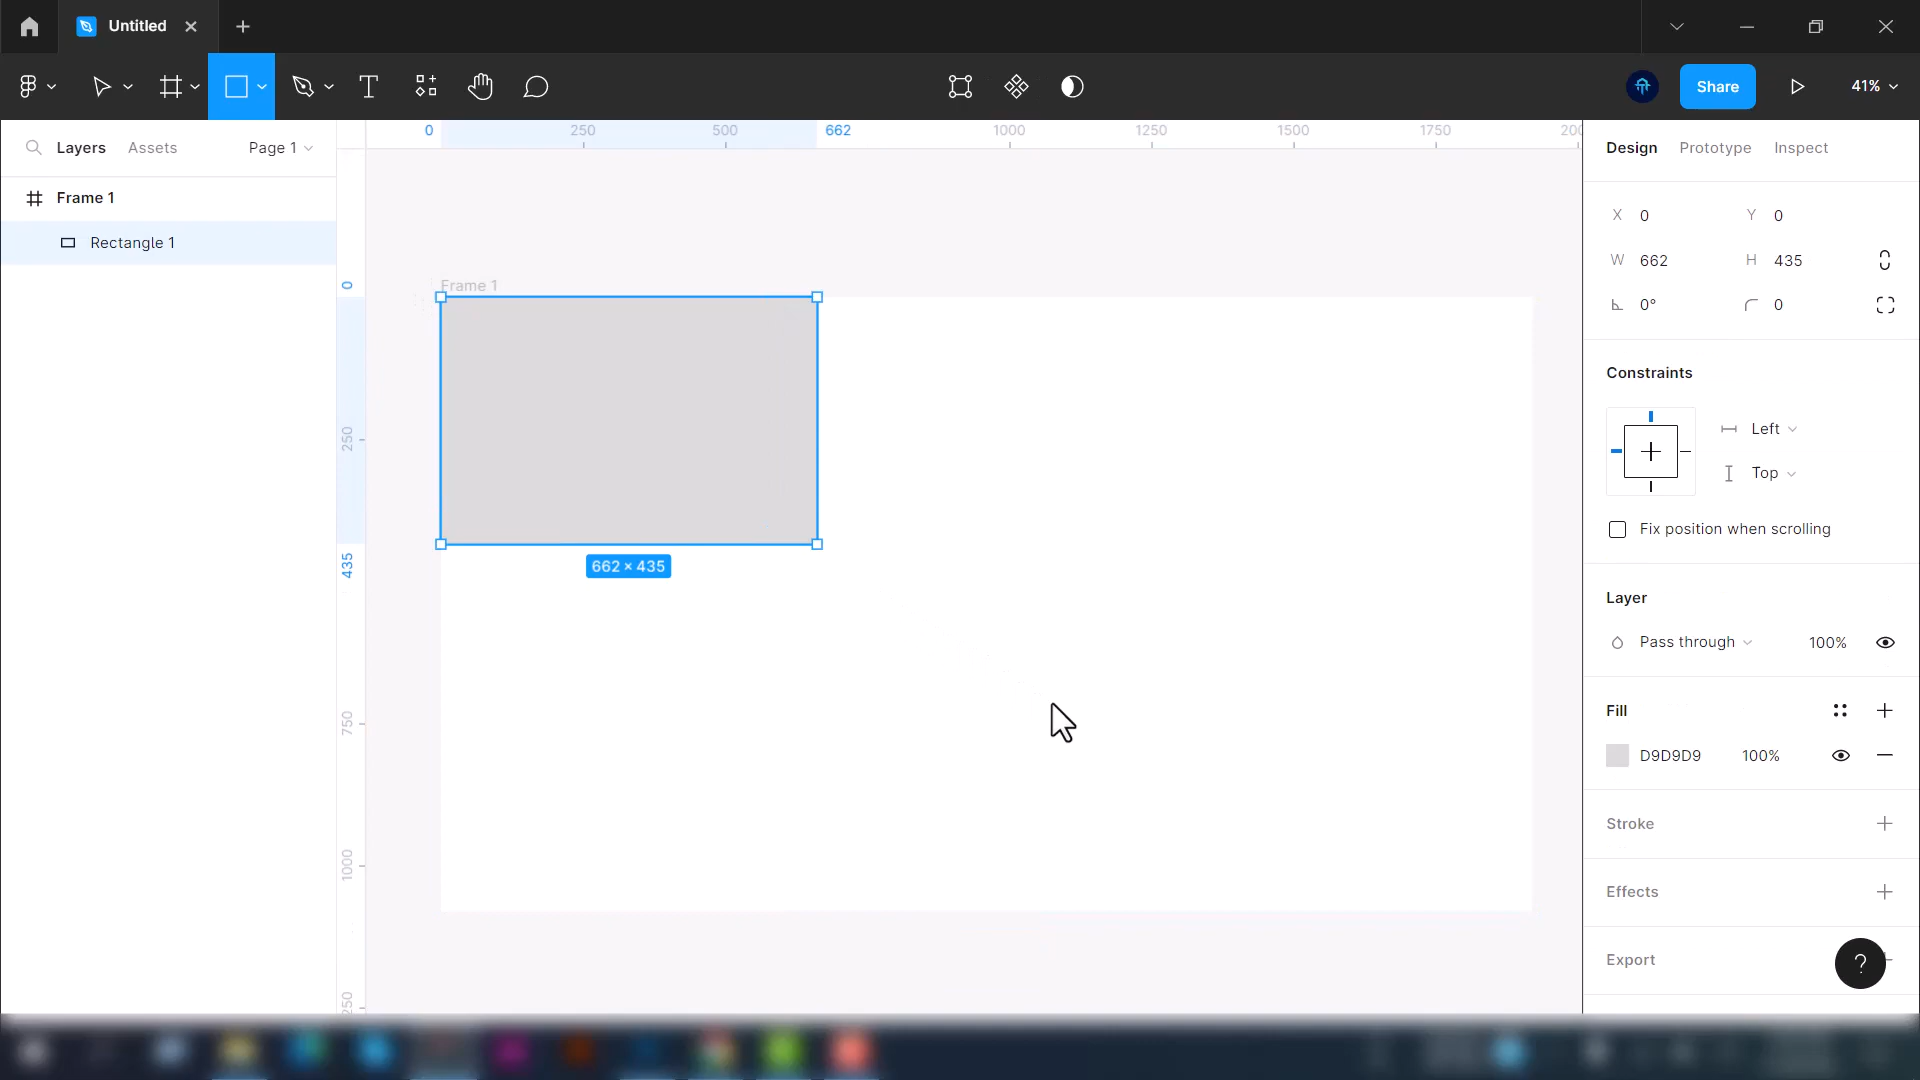 Untitled
Share
41%
Layers Assets Page 1
Design Prototype Inspect
0 250 500 662 1000 1250 1500 1750
Frame 1
X 0 Y 0
Rectangle 1
W 662 H 435
0
Frame 1
0° 0
Constraints
Left
250
Top
Fix position when scrolling
435
662 × 435
Layer
Pass through 100%
Fill
750
D9D9D9 100%
Stroke
1000
Effects
Export
?